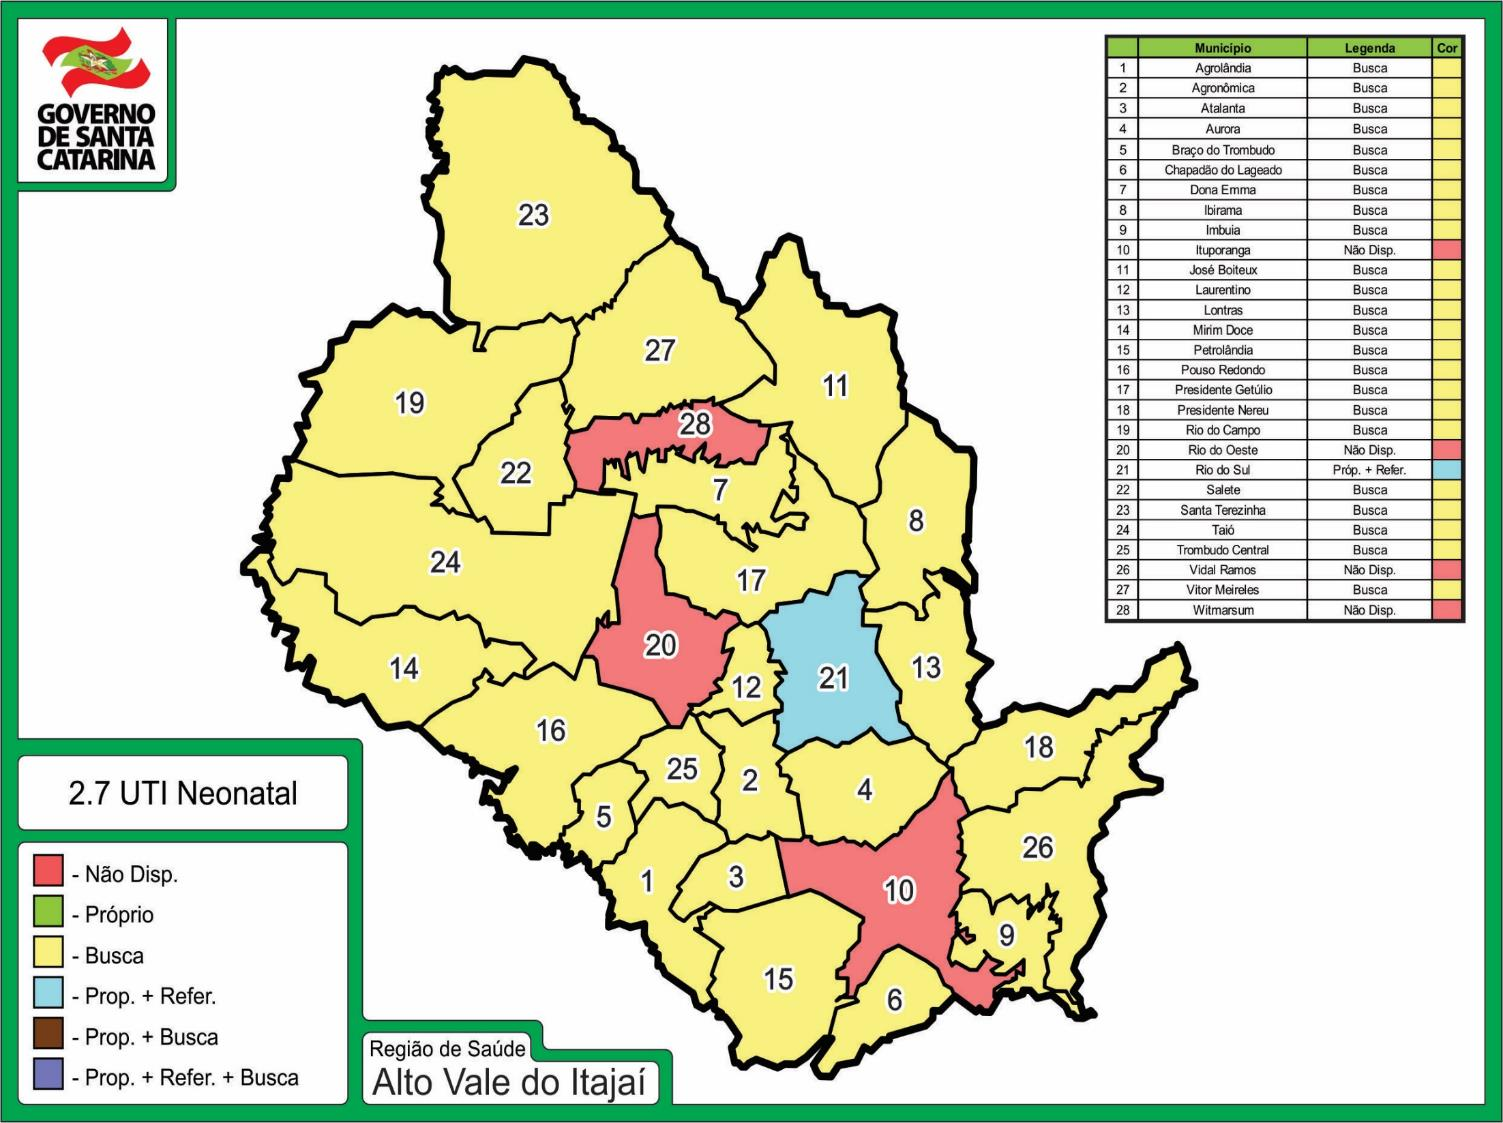 GOVERNO
DE SANTA
CATARINA
Município Legenda Cor
1 Agrolândia Busca
2 Agronômica Busca
3 Atalanta Busca
4 Aurora Busca
5 Braço do Trombudo Busca
6 Chapadão do Lageado Busca
7 Dona Emma Busca
8 Ibirama Busca
9 Imbuia Busca
10 Ituporanga Não Disp.
11 José Boiteux Busca
12 Laurentino Busca
13 Lontras Busca
14 Mirim Doce Busca
15 Petrolândia Busca
16 Pouso Redondo Busca
17 Presidente Getúlio Busca
18 Presidente Nereu Busca
19 Rio do Campo Busca
20 Rio do Oeste Não Disp.
21 Rio do Sul Próp. + Refer.
22 Salete Busca
23 Santa Terezinha Busca
24 Taió Busca
25 Trombudo Central Busca
26 Vidal Ramos Não Disp.
27 Vitor Meireles Busca
28 Witmarsum Não Disp.
23
27
11
19
28
22
7
8
24
17
20
14
12
21
13
16
18
25
2
4
5
26
1
3
10
9
15
6
2.7 UTI Neonatal
- Não Disp.
- Próprio
- Busca
- Prop. + Refer.
- Prop. + Busca
- Prop. + Refer. + Busca
Região de Saúde
Alto Vale do Itajaí